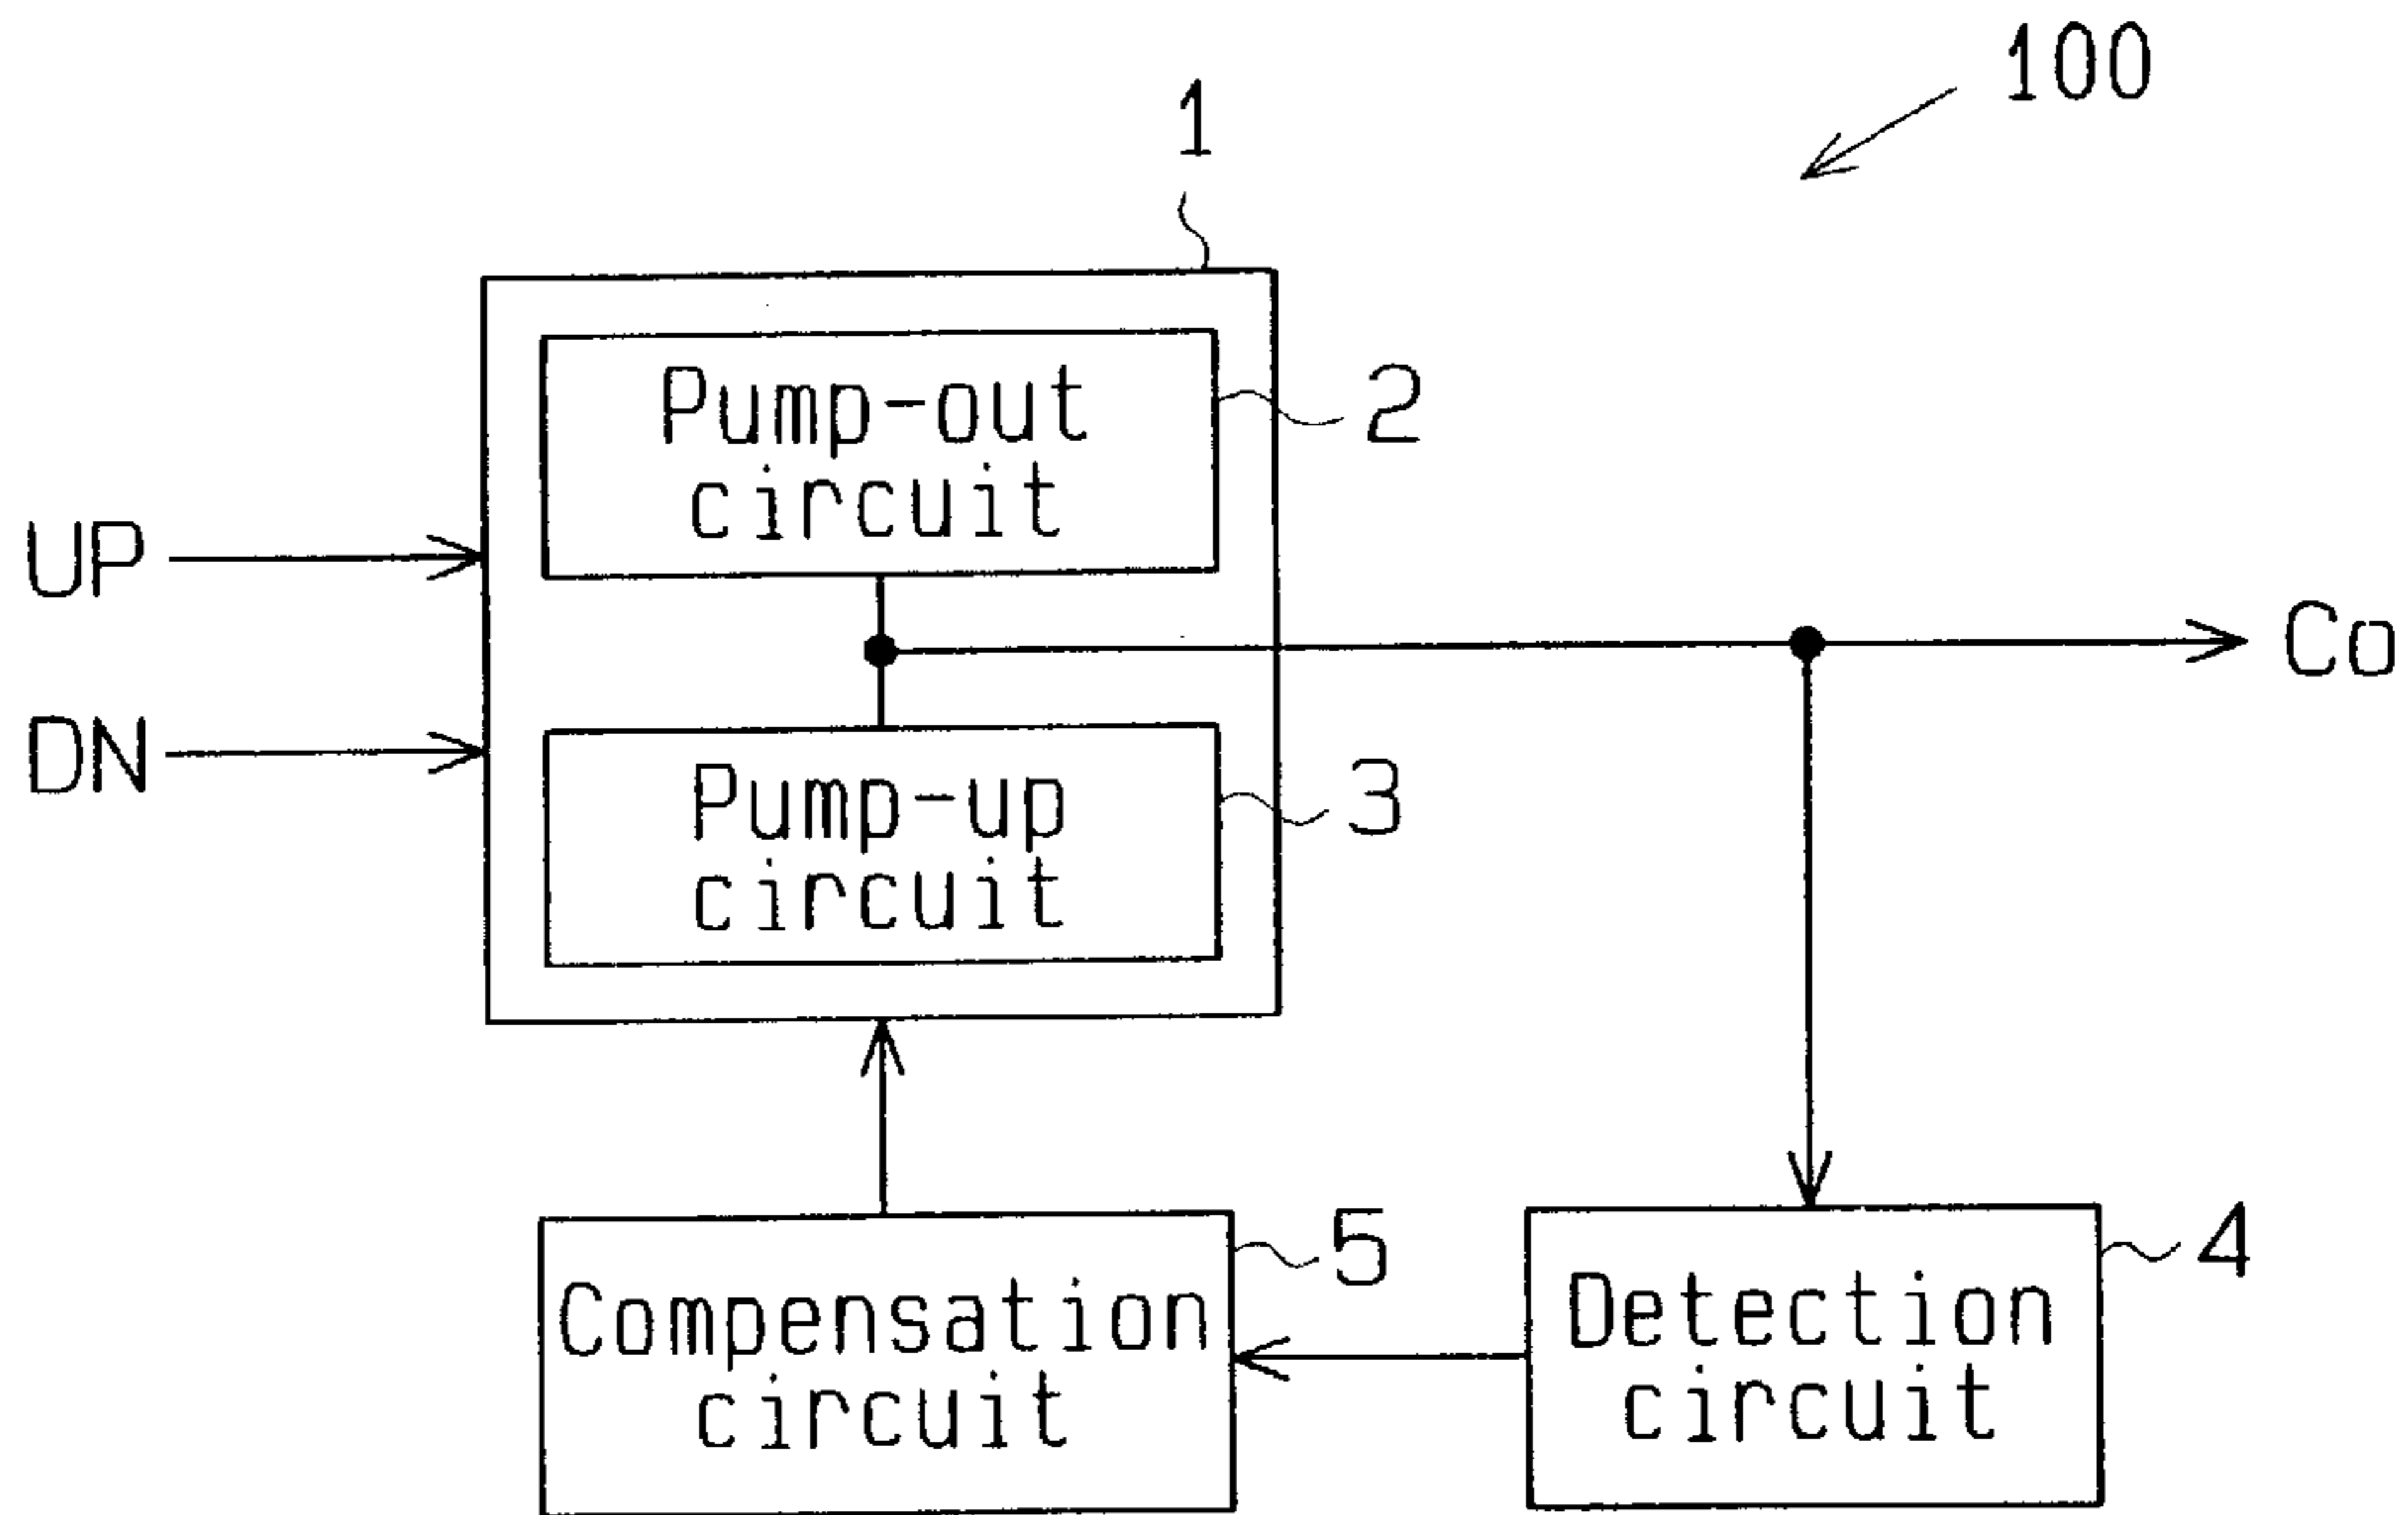 100
1
Pump-out
circuit
2
UP
Co
DN
Pump-up
circuit
3
Compensation
circuit
5
Detection
circuit
4